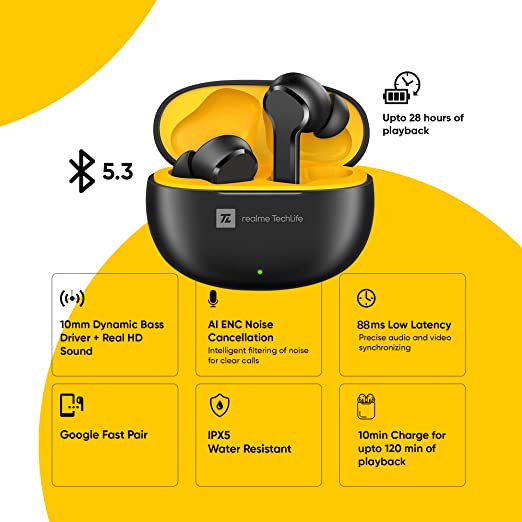 Upto 28 hours of
playback
5.3
TL realme TechLife
10mm Dynamic Bass
Driver + Real HD
Sound
AI ENC Noise
Cancellation
Intelligent filtering of noise
for clear calls
88ms Low Latency
Precise audio and video
synchronizing
Google Fast Pair
IPX5
Water Resistant
10min Charge for
upto 120 min of
playback